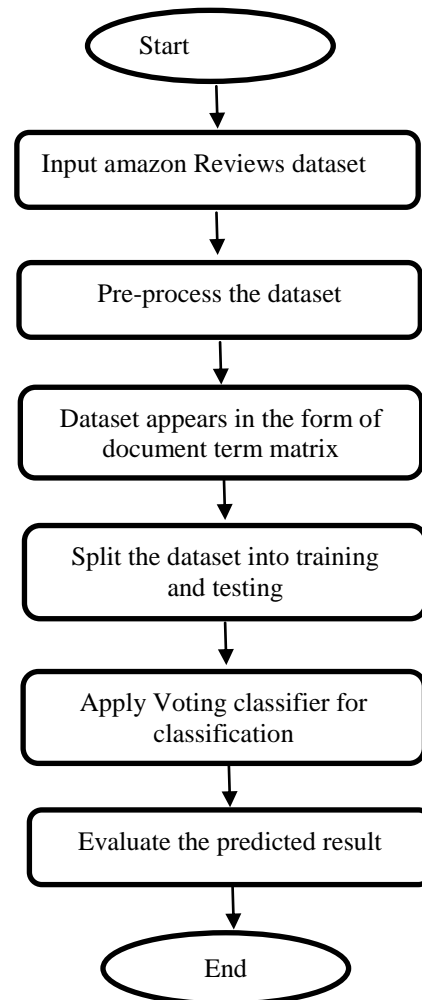 Start
Input amazon Reviews dataset
Pre-process the dataset
Dataset appears in the form of
document term matrix
Split the dataset into training
and testing
Apply Voting classifier for
classification
Evaluate the predicted result
End